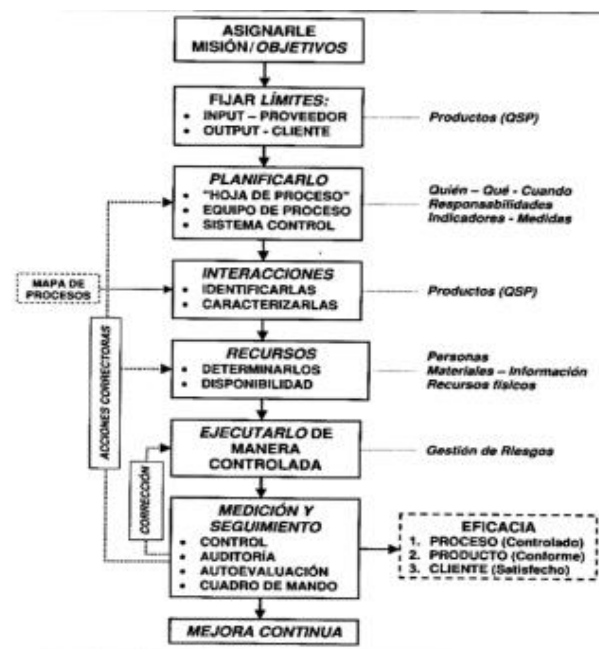 ASIGNARLE
MISIÓN/OBJETIVOS
FIJAR LÍMITES:
• INPUT – PROVEEDOR
• OUTPUT - CLIENTE
Productos (QSP)
PLANIFICARLO
• "HOJA DE PROCESO"
• EQUIPO DE PROCESO
• SISTEMA CONTROL
Quién – Qué - Cuando
Responsabilidades
Indicadores - Medidas
MAPA DE
PROCESOS
INTERACCIONES
• IDENTIFICARLAS
• CARACTERIZARLAS
Productos (QSP)
ACCIONES CORRECTORAS
RECURSOS
• DETERMINARLOS
• DISPONIBILIDAD
Personas
Materiales – Información
Recursos físicos
EJECUTARLO DE
MANERA
CONTROLADA
Gestión de Riesgos
CORRECCIÓN
MEDICIÓN Y
SEGUIMIENTO
• CONTROL
• AUDITORÍA
• AUTOEVALUACIÓN
• CUADRO DE MANDO
EFICACIA
1. PROCESO (Controlado)
2. PRODUCTO (Conforme)
3. CLIENTE (Satisfecho)
MEJORA CONTINUA